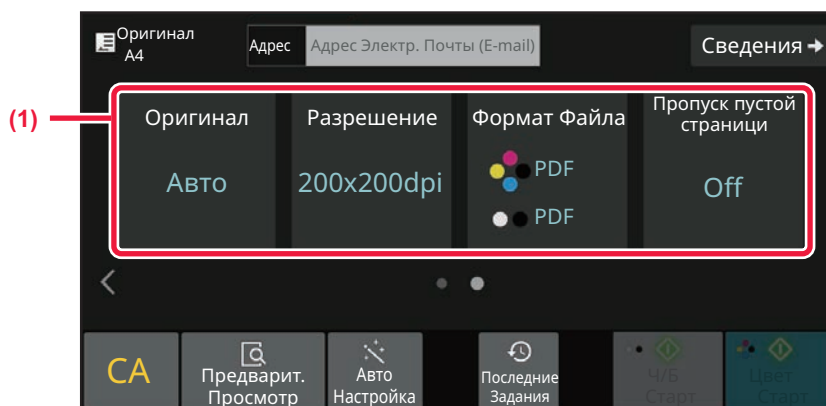 Оригинал
A4
Адрес
Адрес Электр. Почты (E-mail)
Сведения
(1)
Оригинал
Разрешение
Формат Файла
Пропуск пустой
страници
Авто
200x200dpi
PDF
PDF
Off
CA
Предварит.
Просмотр
Авто
Настройка
Последние
Задания
Ч/Б
Старт
Цвет
Старт